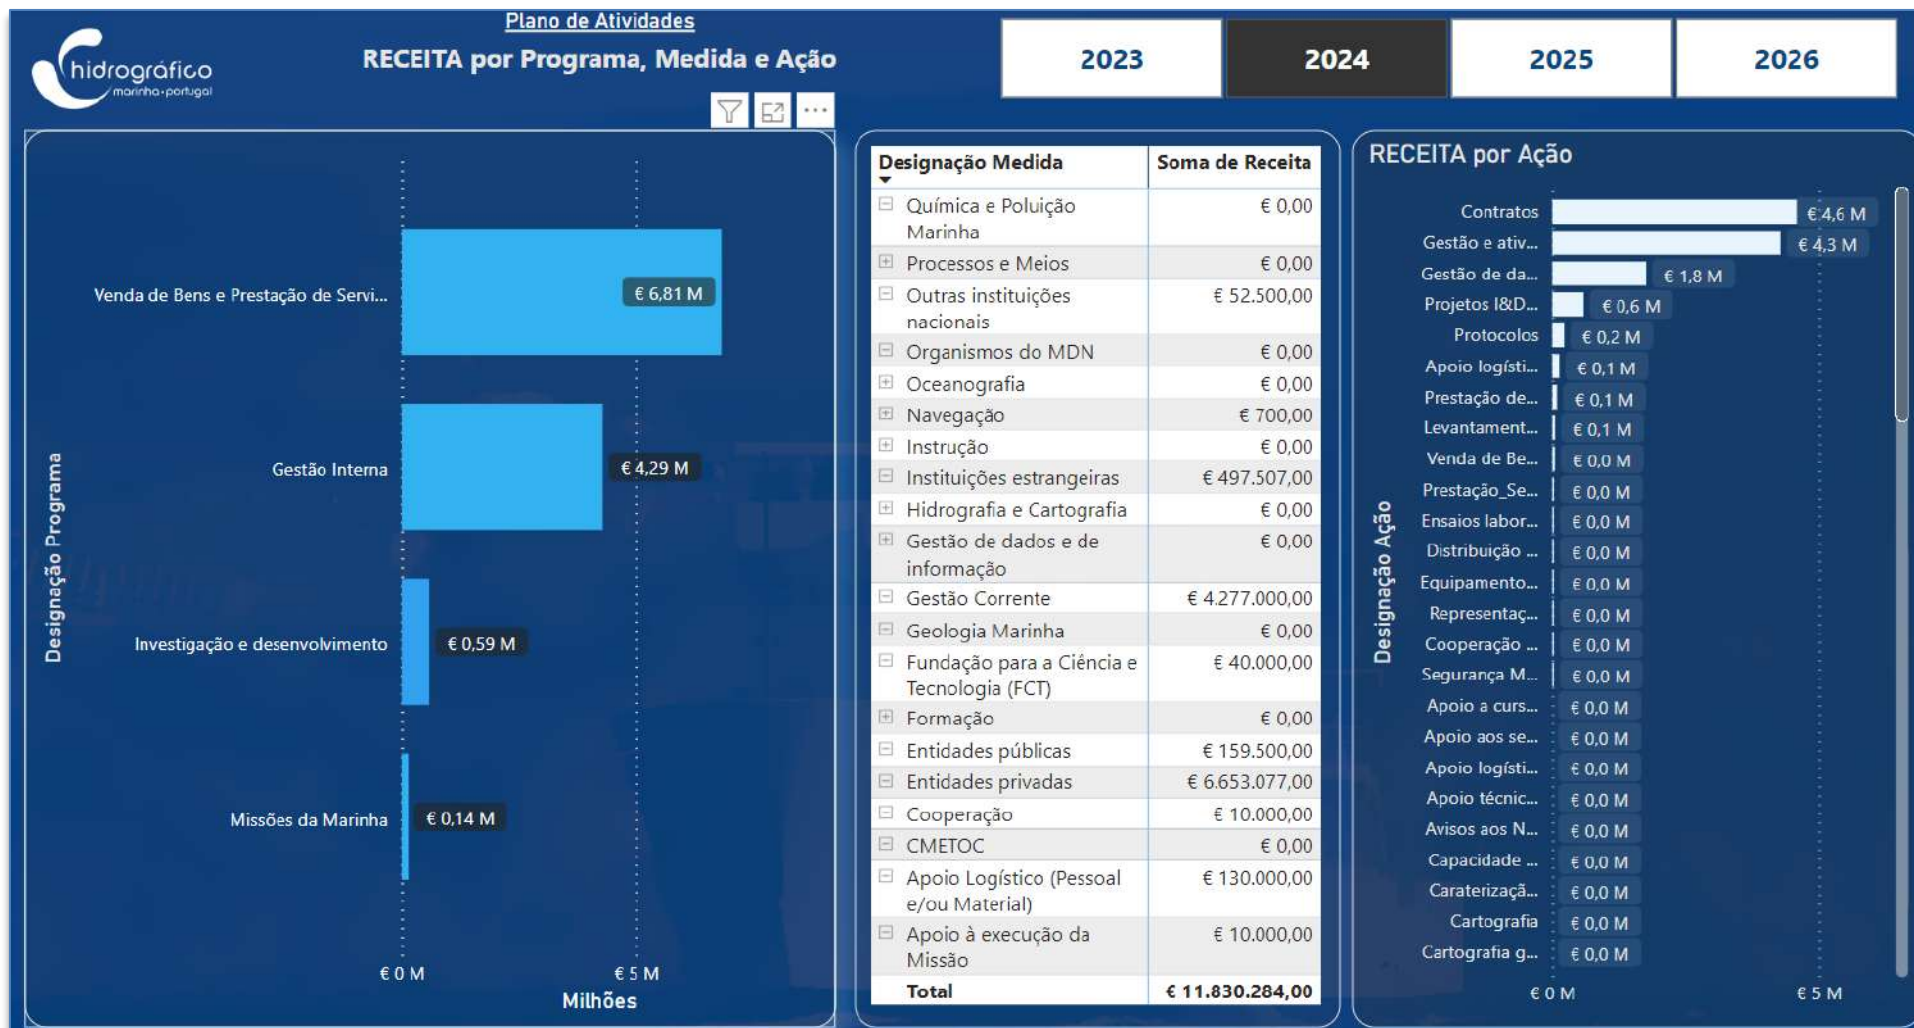 hidrográfico
marinha•portugal
Plano de Atividades
RECEITA por Programa, Medida e Ação
2023
2024
2025
2026
Designação Programa
Venda de Bens e Prestação de Servi...
€ 6,81 M
Gestão Interna
€ 4,29 M
Investigação e desenvolvimento
€ 0,59 M
Missões da Marinha
€ 0,14 M
€ 0 M
€ 5 M
Milhões
Designação Medida
Soma de Receita
Química e Poluição
Marinha
€ 0,00
Processos e Meios
€ 0,00
Outras instituições
nacionais
€ 52.500,00
Organismos do MDN
€ 0,00
Oceanografia
€ 0,00
Navegação
€ 700,00
Instrução
€ 0,00
Instituições estrangeiras
€ 497.507,00
Hidrografia e Cartografia
€ 0,00
Gestão de dados e de
informação
€ 0,00
Gestão Corrente
€ 4.277.000,00
Geologia Marinha
€ 0,00
Fundação para a Ciência e
Tecnologia (FCT)
€ 40.000,00
Formação
€ 0,00
Entidades públicas
€ 159.500,00
Entidades privadas
€ 6.653.077,00
Cooperação
€ 10.000,00
CMETOC
€ 0,00
Apoio Logístico (Pessoal
e/ou Material)
€ 130.000,00
Apoio à execução da
Missão
€ 10.000,00
Total
€ 11.830.284,00
RECEITA por Ação
Designação Ação
Contratos
€ 4,6 M
Gestão e ativ...
€ 4,3 M
Gestão de da...
€ 1,8 M
Projetos I&D...
€ 0,6 M
Protocolos
€ 0,2 M
Apoio logísti...
€ 0,1 M
Prestação de...
€ 0,1 M
Levantament...
€ 0,1 M
Venda de Be...
€ 0,0 M
Prestação_Se...
€ 0,0 M
Ensaios labor...
€ 0,0 M
Distribuição ...
€ 0,0 M
Equipamento...
€ 0,0 M
Representaç...
€ 0,0 M
Cooperação ...
€ 0,0 M
Segurança M...
€ 0,0 M
Apoio a curs...
€ 0,0 M
Apoio aos se...
€ 0,0 M
Apoio logísti...
€ 0,0 M
Apoio técnic...
€ 0,0 M
Avisos aos N...
€ 0,0 M
Capacidade ...
€ 0,0 M
Caraterizaçã...
€ 0,0 M
Cartografia
€ 0,0 M
Cartografia g...
€ 0,0 M
€ 0 M
€ 5 M